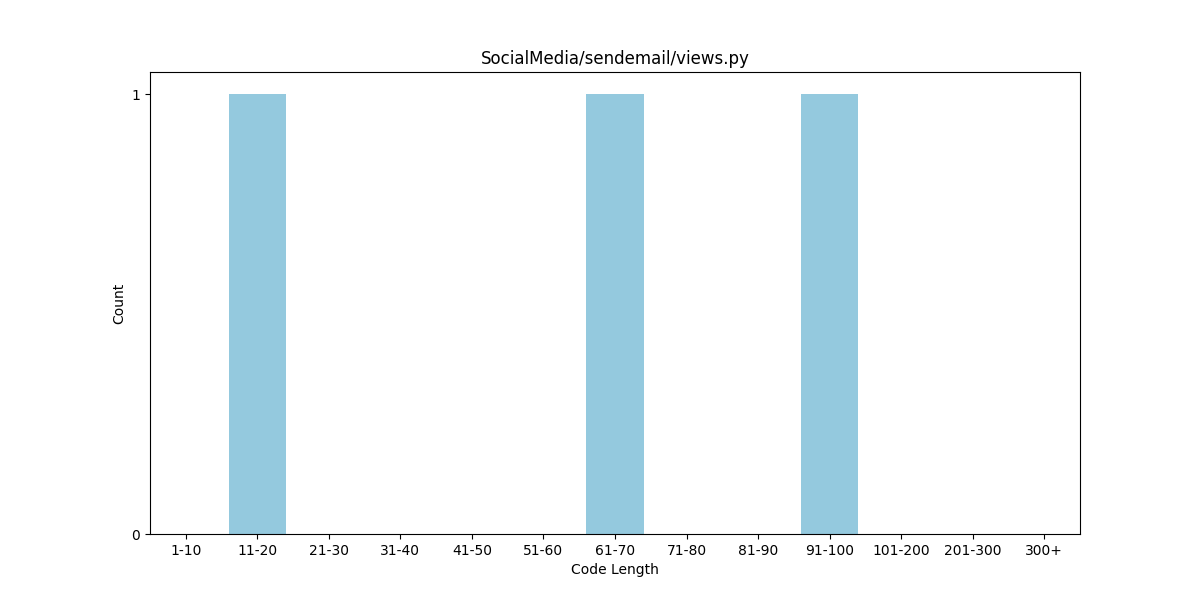 SocialMedia/sendemail/views.py
1
Count
0
1-10 11-20 21-30 31-40 41-50 51-60 61-70 71-80 81-90 91-100 101-200 201-300 300+
Code Length